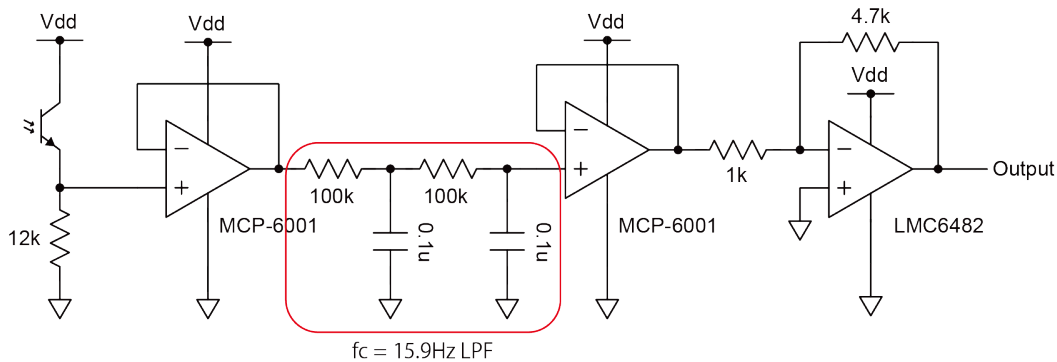 Vdd
Vdd
Vdd
4.7k
Vdd
−
+
MCP-6001
12k
100k
100k
0.1u
0.1u
−
+
MCP-6001
1k
−
+
LMC6482
Output
fc = 15.9Hz LPF